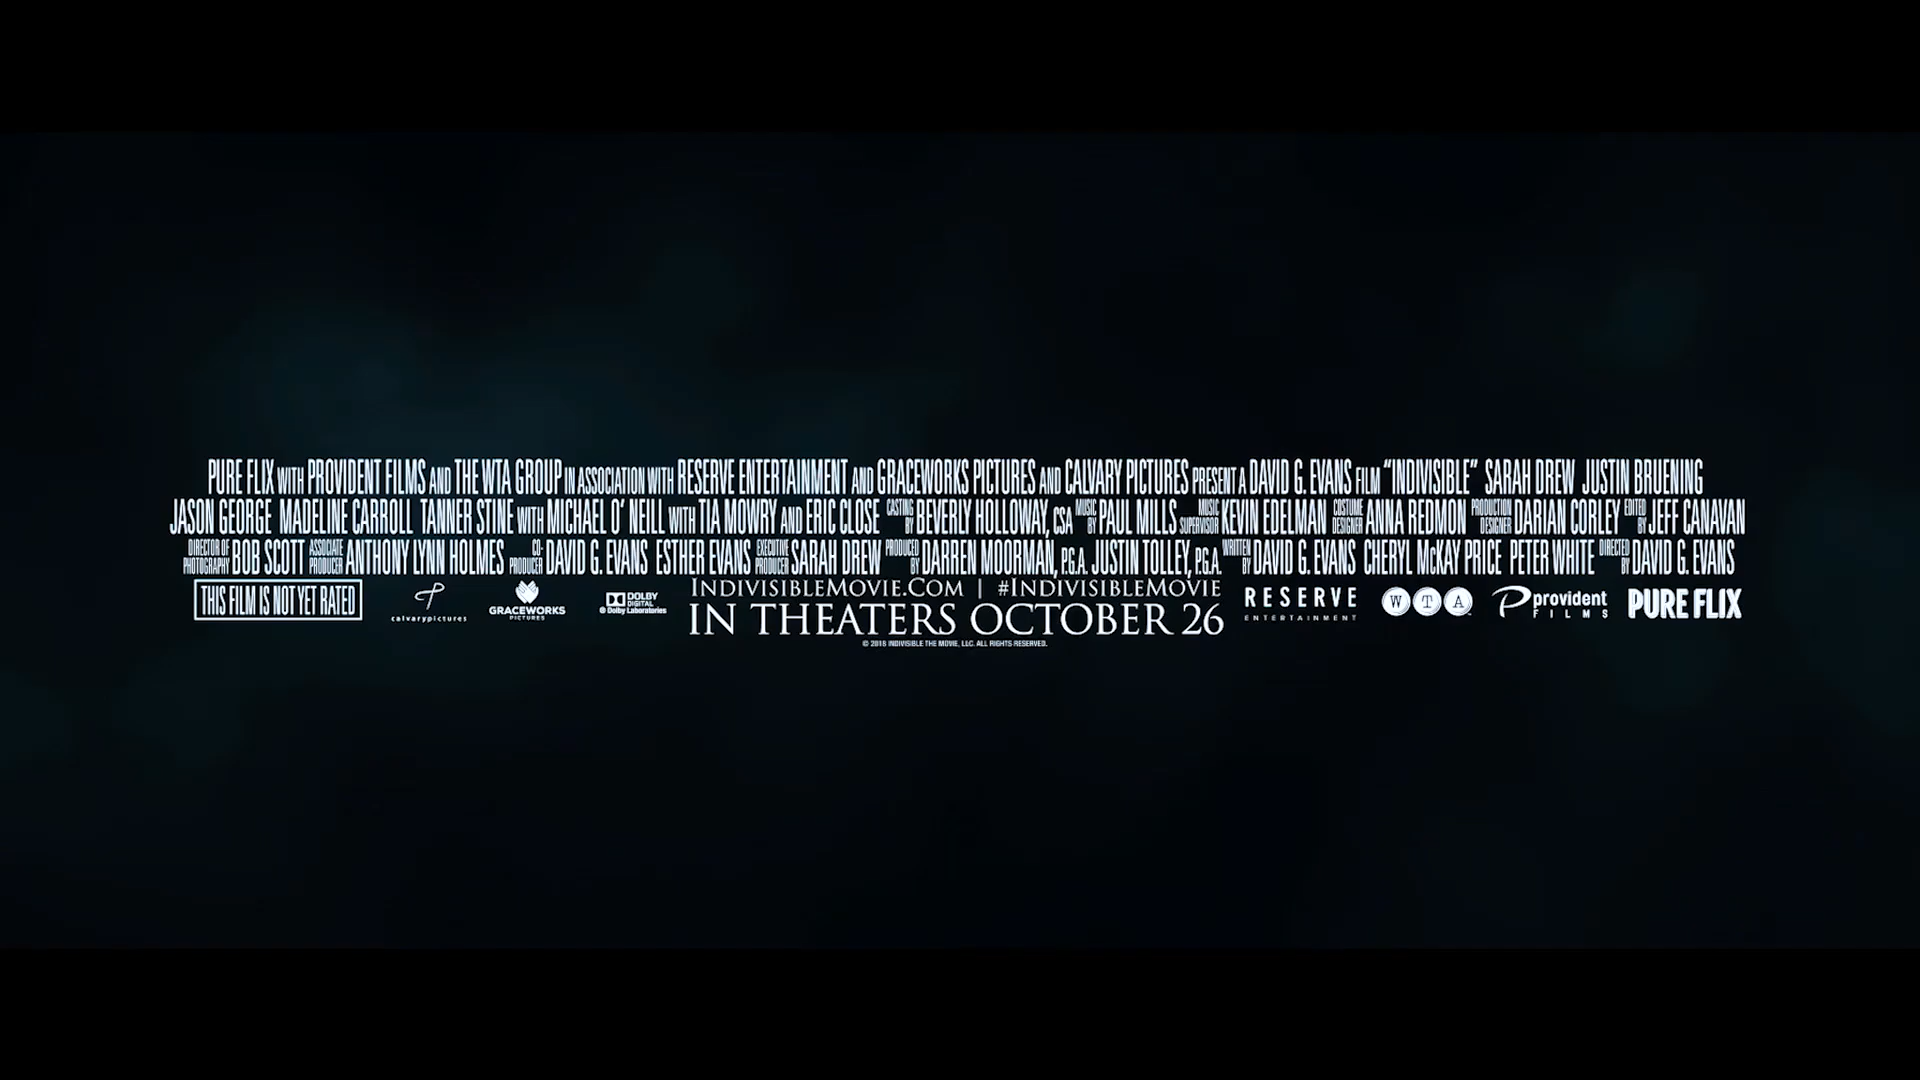 PURE FLIX WITH PROVIDENT FILMS AND THE WTA GROUP IN ASSOCIATION WITH RESERVE ENTERTAINMENT AND GRACEWORKS PICTURES AND CALVARY PICTURES PRESENT A DAVID G. EVANS FILM “INDIVISIBLE” SARAH DREW JUSTIN BRUENING
JASON GEORGE MADELINE CARROLL TANNER STINE WITH MICHAEL O’ NEILL WITH TIA MOWRY AND ERIC CLOSE CASTING BY BEVERLY HOLLOWAY, CSA MUSIC BY PAUL MILLS MUSIC SUPERVISOR KEVIN EDELMAN COSTUME DESIGNER ANNA REDMON PRODUCTION DESIGNER DARIAN CORLEY EDITED BY JEFF CANAVAN
DIRECTOR OF PHOTOGRAPHY BOB SCOTT ASSOCIATE PRODUCER ANTHONY LYNN HOLMES CO-PRODUCER DAVID G. EVANS ESTHER EVANS EXECUTIVE PRODUCER SARAH DREW PRODUCED BY DARREN MOORMAN, P.G.A. JUSTIN TOLLEY, P.G.A. WRITTEN BY DAVID G. EVANS CHERYL McKAY PRICE PETER WHITE DIRECTED BY DAVID G. EVANS
THIS FILM IS NOT YET RATED
calvarypictures
GRACEWORKS
PICTURES
DOLBY
DIGITAL
Dolby Laboratories
INDIVISIBLEMOVIE.COM | #INDIVISIBLEMOVIE
IN THEATERS OCTOBER 26
© 2018 INDIVISIBLE THE MOVIE, LLC. ALL RIGHTS RESERVED.
RESERVE
ENTERTAINMENT
WTA
provident
FILMS
PURE FLIX